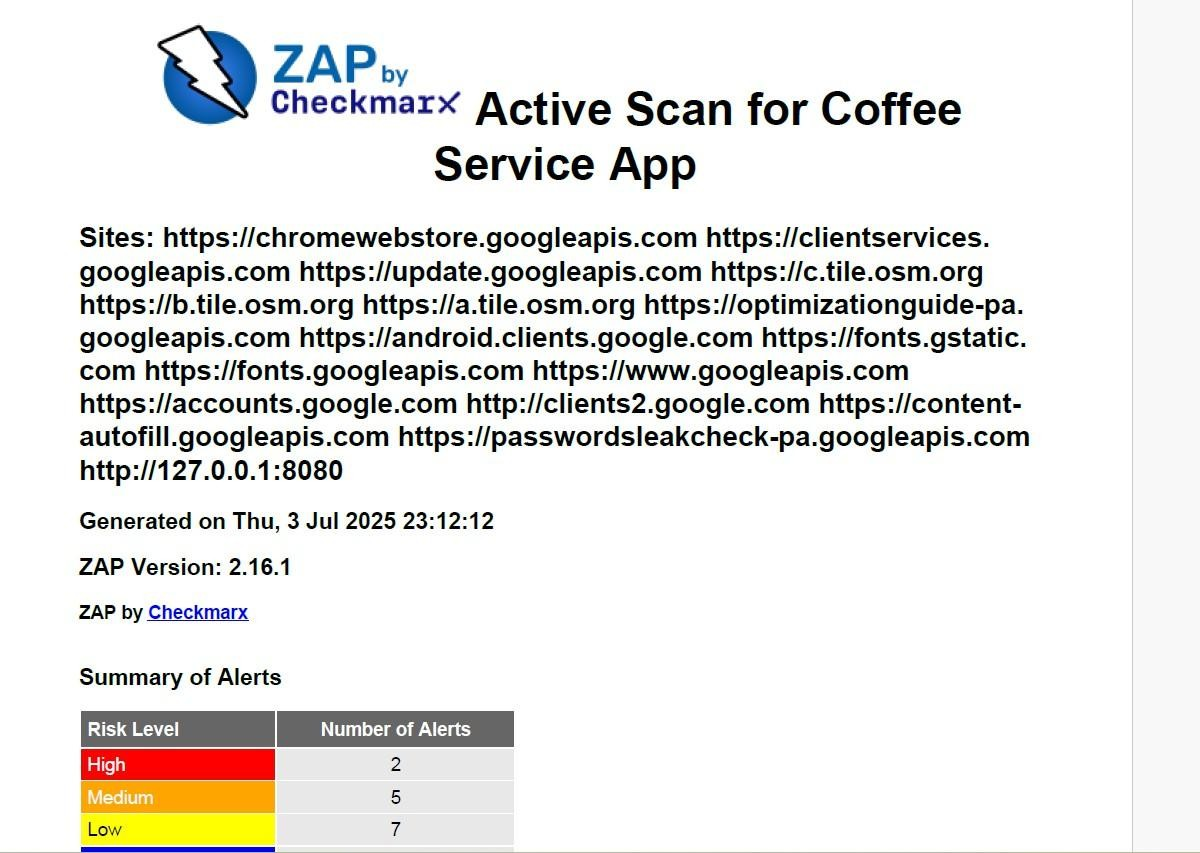 ZAP by
Checkmarx Active Scan for Coffee
Service App
Sites: https://chromewebstore.googleapis.com https://clientservices.
googleapis.com https://update.googleapis.com https://c.tile.osm.org
https://b.tile.osm.org https://a.tile.osm.org https://optimizationguide-pa.
googleapis.com https://android.clients.google.com https://fonts.gstatic.
com https://fonts.googleapis.com https://www.googleapis.com
https://accounts.google.com http://clients2.google.com https://content-
autofill.googleapis.com https://passwordsleakcheck-pa.googleapis.com
http://127.0.0.1:8080
Generated on Thu, 3 Jul 2025 23:12:12
ZAP Version: 2.16.1
ZAP by Checkmarx
Summary of Alerts
Risk Level Number of Alerts
High 2
Medium 5
Low 7